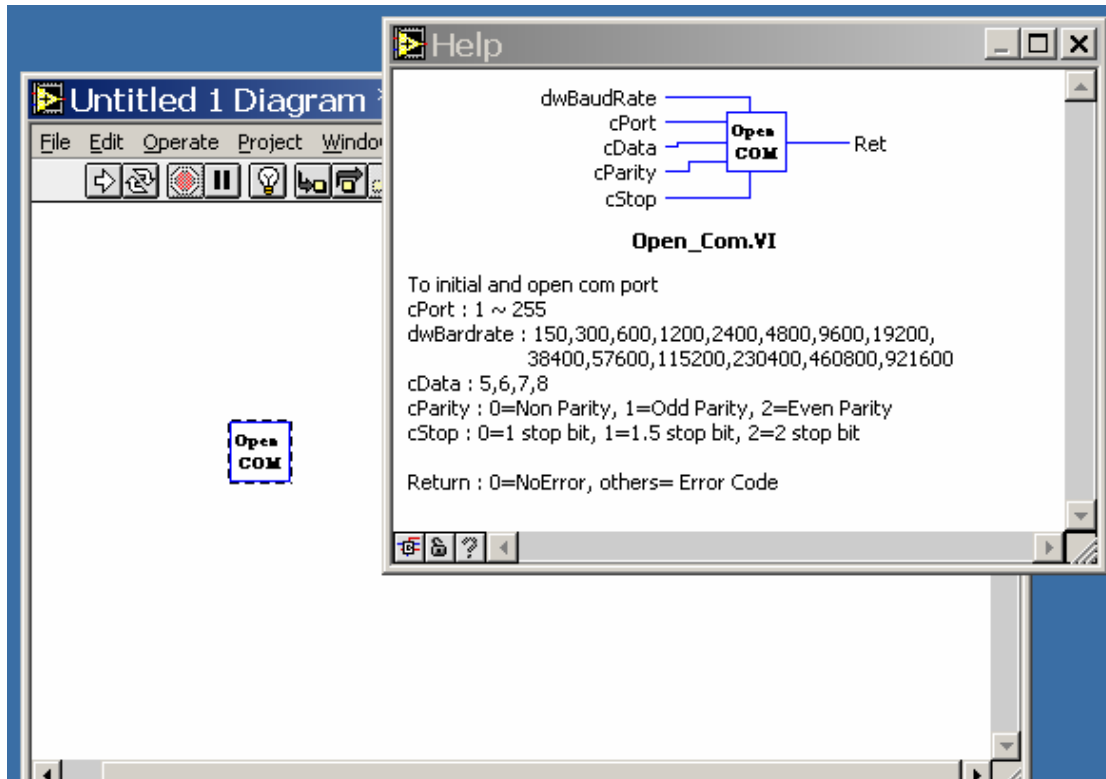 Help
Untitled 1 Diagram *
File Edit Operate Project Windo
dwBaudRate
cPort
cData
cParity
cStop
Open
COM
Ret
Open_Com.VI
To initial and open com port
cPort : 1 ~ 255
dwBardrate : 150,300,600,1200,2400,4800,9600,19200,
38400,57600,115200,230400,460800,921600
cData : 5,6,7,8
cParity : 0=Non Parity, 1=Odd Parity, 2=Even Parity
cStop : 0=1 stop bit, 1=1.5 stop bit, 2=2 stop bit
Return : 0=NoError, others= Error Code
Open
COM